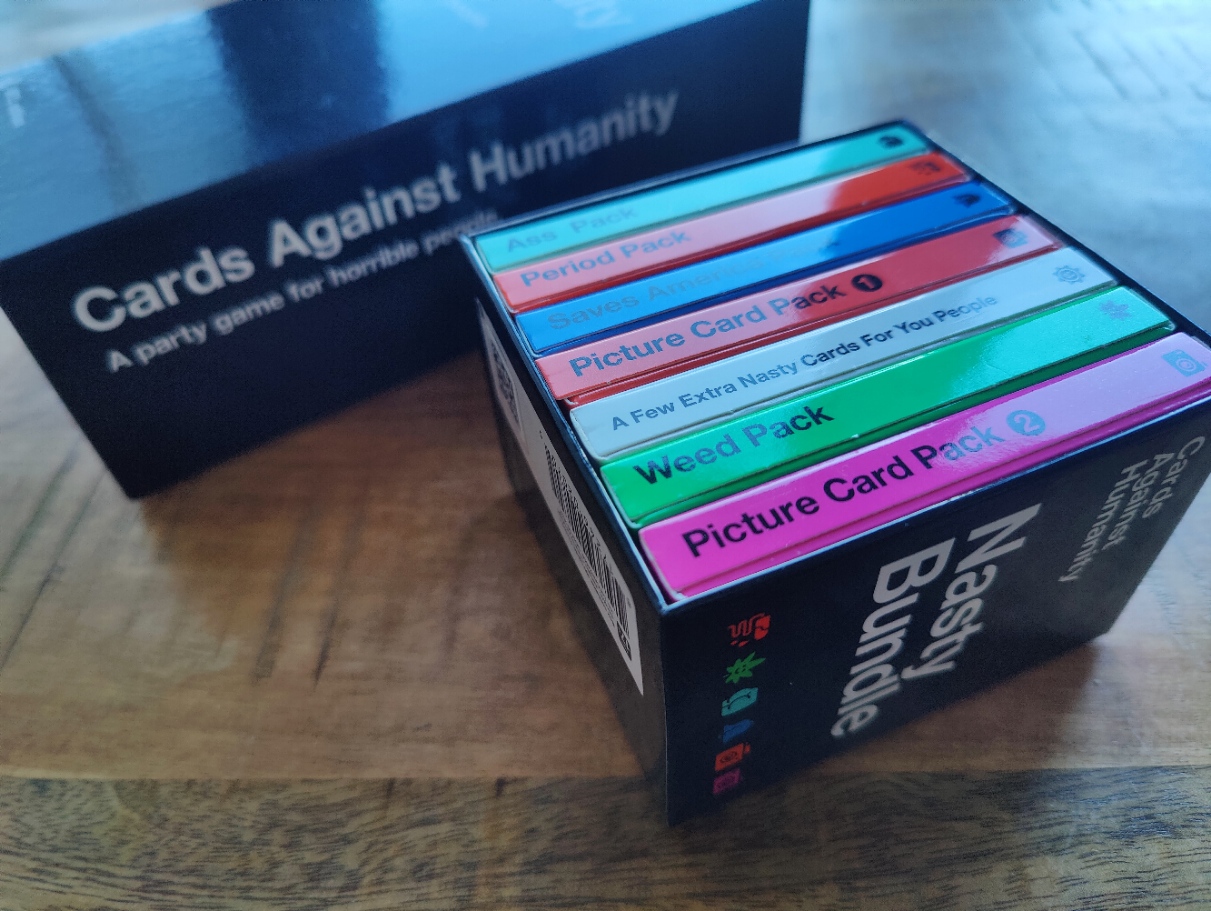 Cards Against Humanity
A party game for horrible people
Ass Pack
Period Pack
Saves America
Picture Card Pack 1
A Few Extra Nasty Cards For You People
Weed Pack
Picture Card Pack 2
Cards
Against
Humanity
Nasty
Bundle